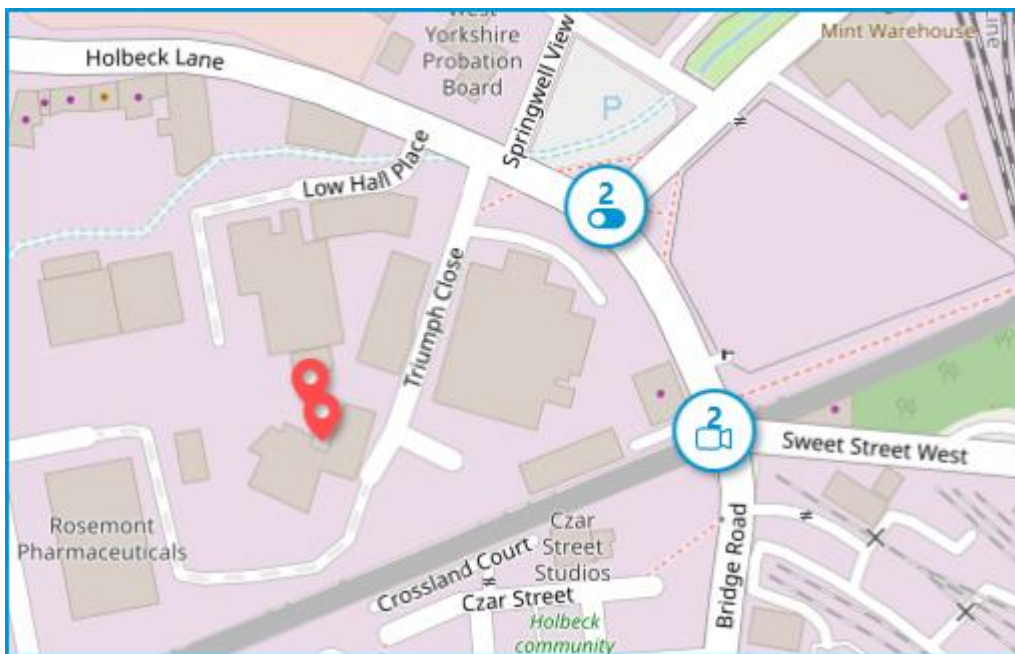 West
Yorkshire
Probation
Board
Springwell View
Mint Warehouse
Line
Holbeck Lane
P
Low Hall Place
2
Triumph Close
2
Sweet Street West
Rosemont
Pharmaceuticals
Czar
Street
Studios
Crossland Court
Czar Street
Bridge Road
Holbeck
community